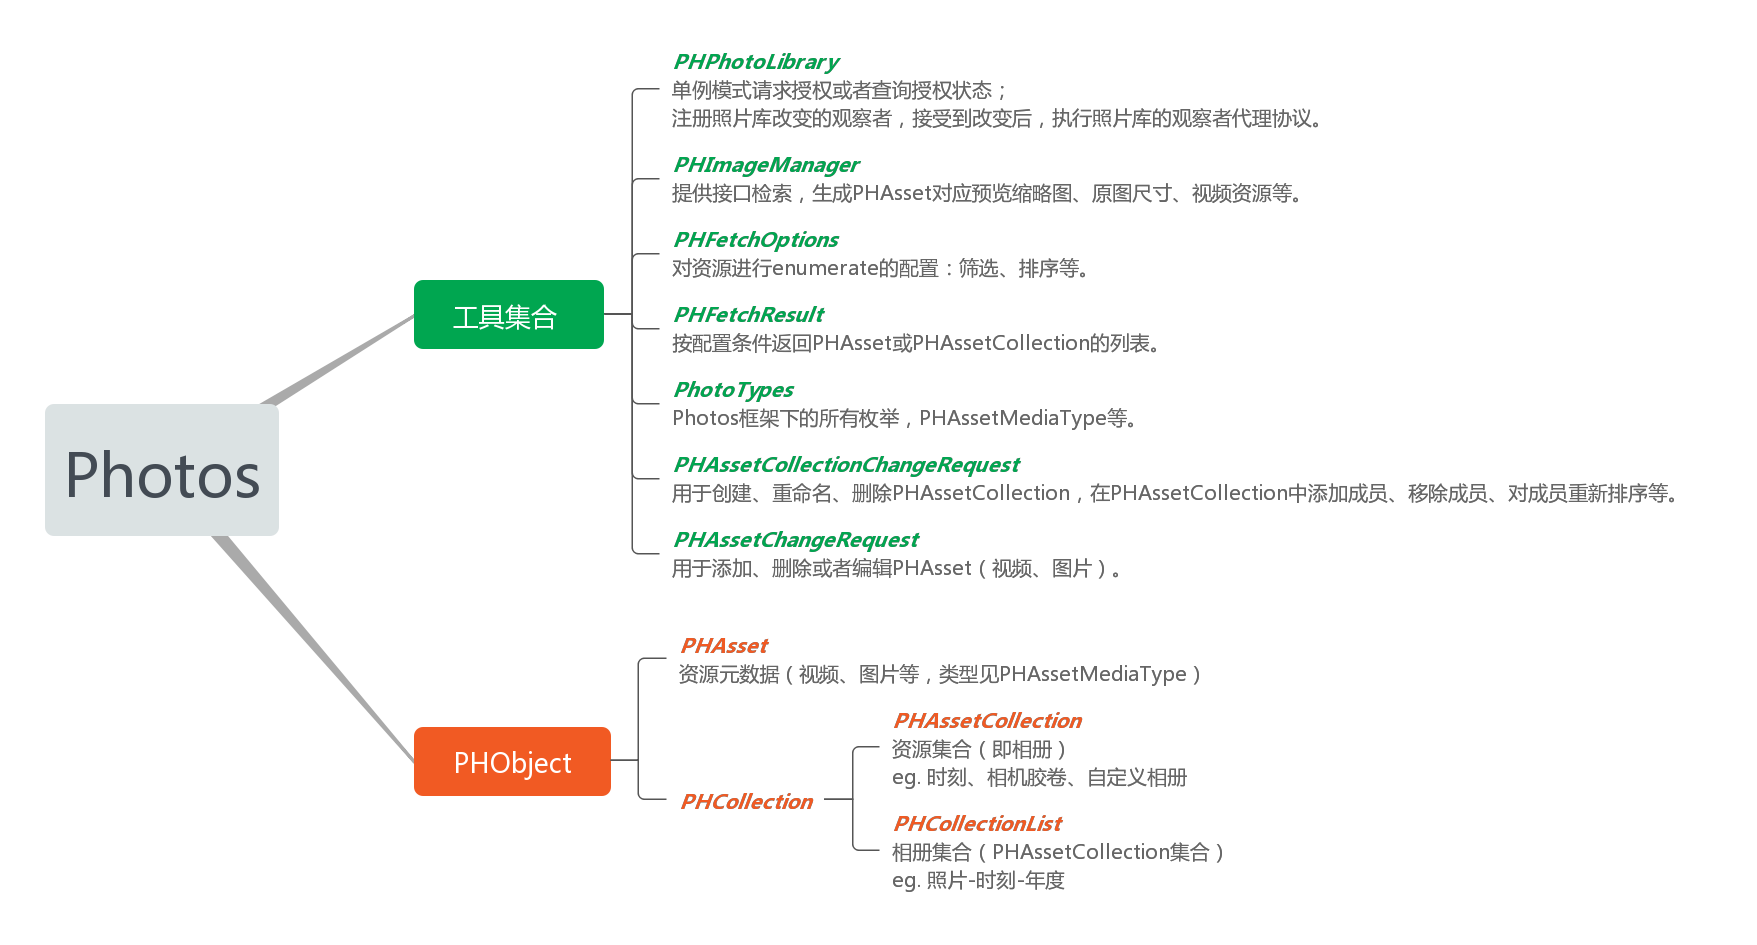 Photos
工具集合
PHPhotoLibrary
单例模式请求授权或者查询授权状态；
注册照片库改变的观察者，接受到改变后，执行照片库的观察者代理协议。
PHImageManager
提供接口检索，生成PHAsset对应预览缩略图、原图尺寸、视频资源等。
PHFetchOptions
对资源进行enumerate的配置：筛选、排序等。
PHFetchResult
按配置条件返回PHAsset或PHAssetCollection的列表。
PhotoTypes
Photos框架下的所有枚举，PHAssetMediaType等。
PHAssetCollectionChangeRequest
用于创建、重命名、删除PHAssetCollection，在PHAssetCollection中添加成员、移除成员、对成员重新排序等。
PHAssetChangeRequest
用于添加、删除或者编辑PHAsset（视频、图片）。
PHObject
PHAsset
资源元数据（视频、图片等，类型见PHAssetMediaType）
PHCollection
PHAssetCollection
资源集合（即相册）
eg. 时刻、相机胶卷、自定义相册
PHCollectionList
相册集合（PHAssetCollection集合）
eg. 照片-时刻-年度